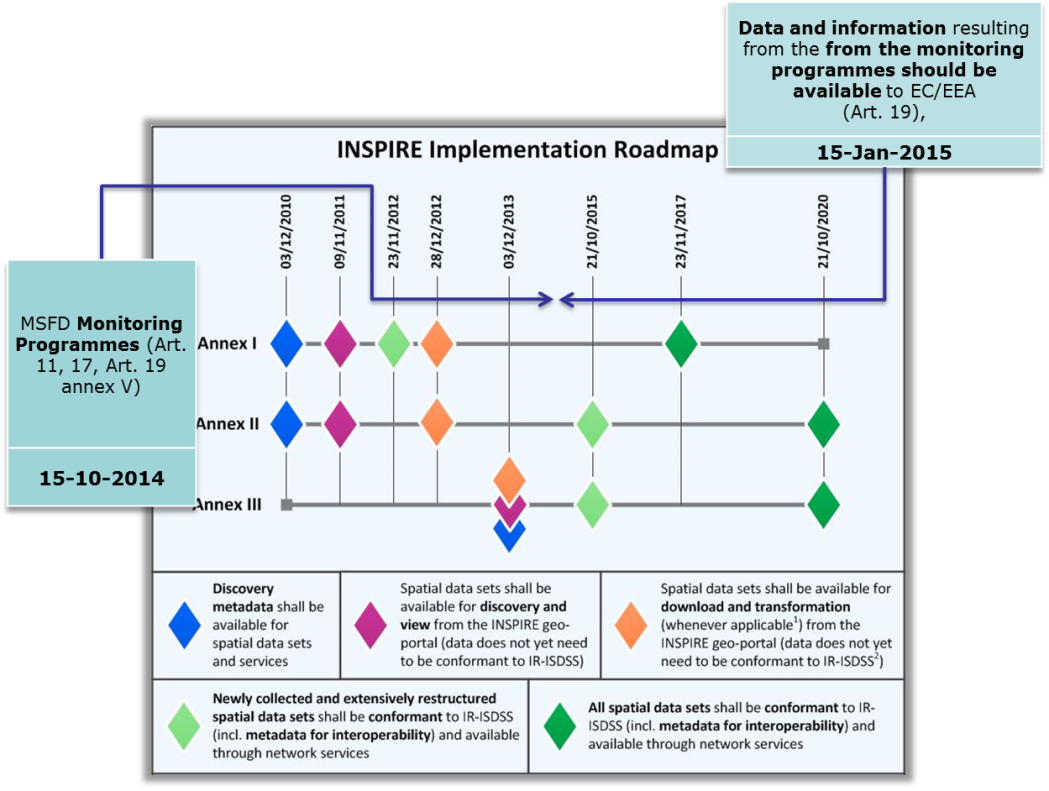 Data and information resulting
from the from the monitoring
programmes should be
available to EC/EEA
(Art. 19),
15-Jan-2015
INSPIRE Implementation Roadmap
03/12/2010
09/11/2011
23/11/2012
28/12/2012
03/12/2013
21/10/2015
23/11/2017
21/10/2020
MSFD Monitoring
Programmes (Art.
11, 17, Art. 19
annex V)
15-10-2014
Annex I
Annex II
Annex III
Discovery
metadata shall be
available for
spatial data sets
and services
Spatial data sets shall be
available for discovery and
view from the INSPIRE geo-
portal (data does not yet need
to be conformant to IR-ISDSS)
Spatial data sets shall be available for
download and transformation
(whenever applicable1) from the
INSPIRE geo-portal (data does not yet
need to be conformant to IR-ISDSS2)
Newly collected and extensively restructured
spatial data sets shall be conformant to IR-ISDSS
(incl. metadata for interoperability) and available
through network services
All spatial data sets shall be conformant to IR-
ISDSS (incl. metadata for interoperability) and
available through network services